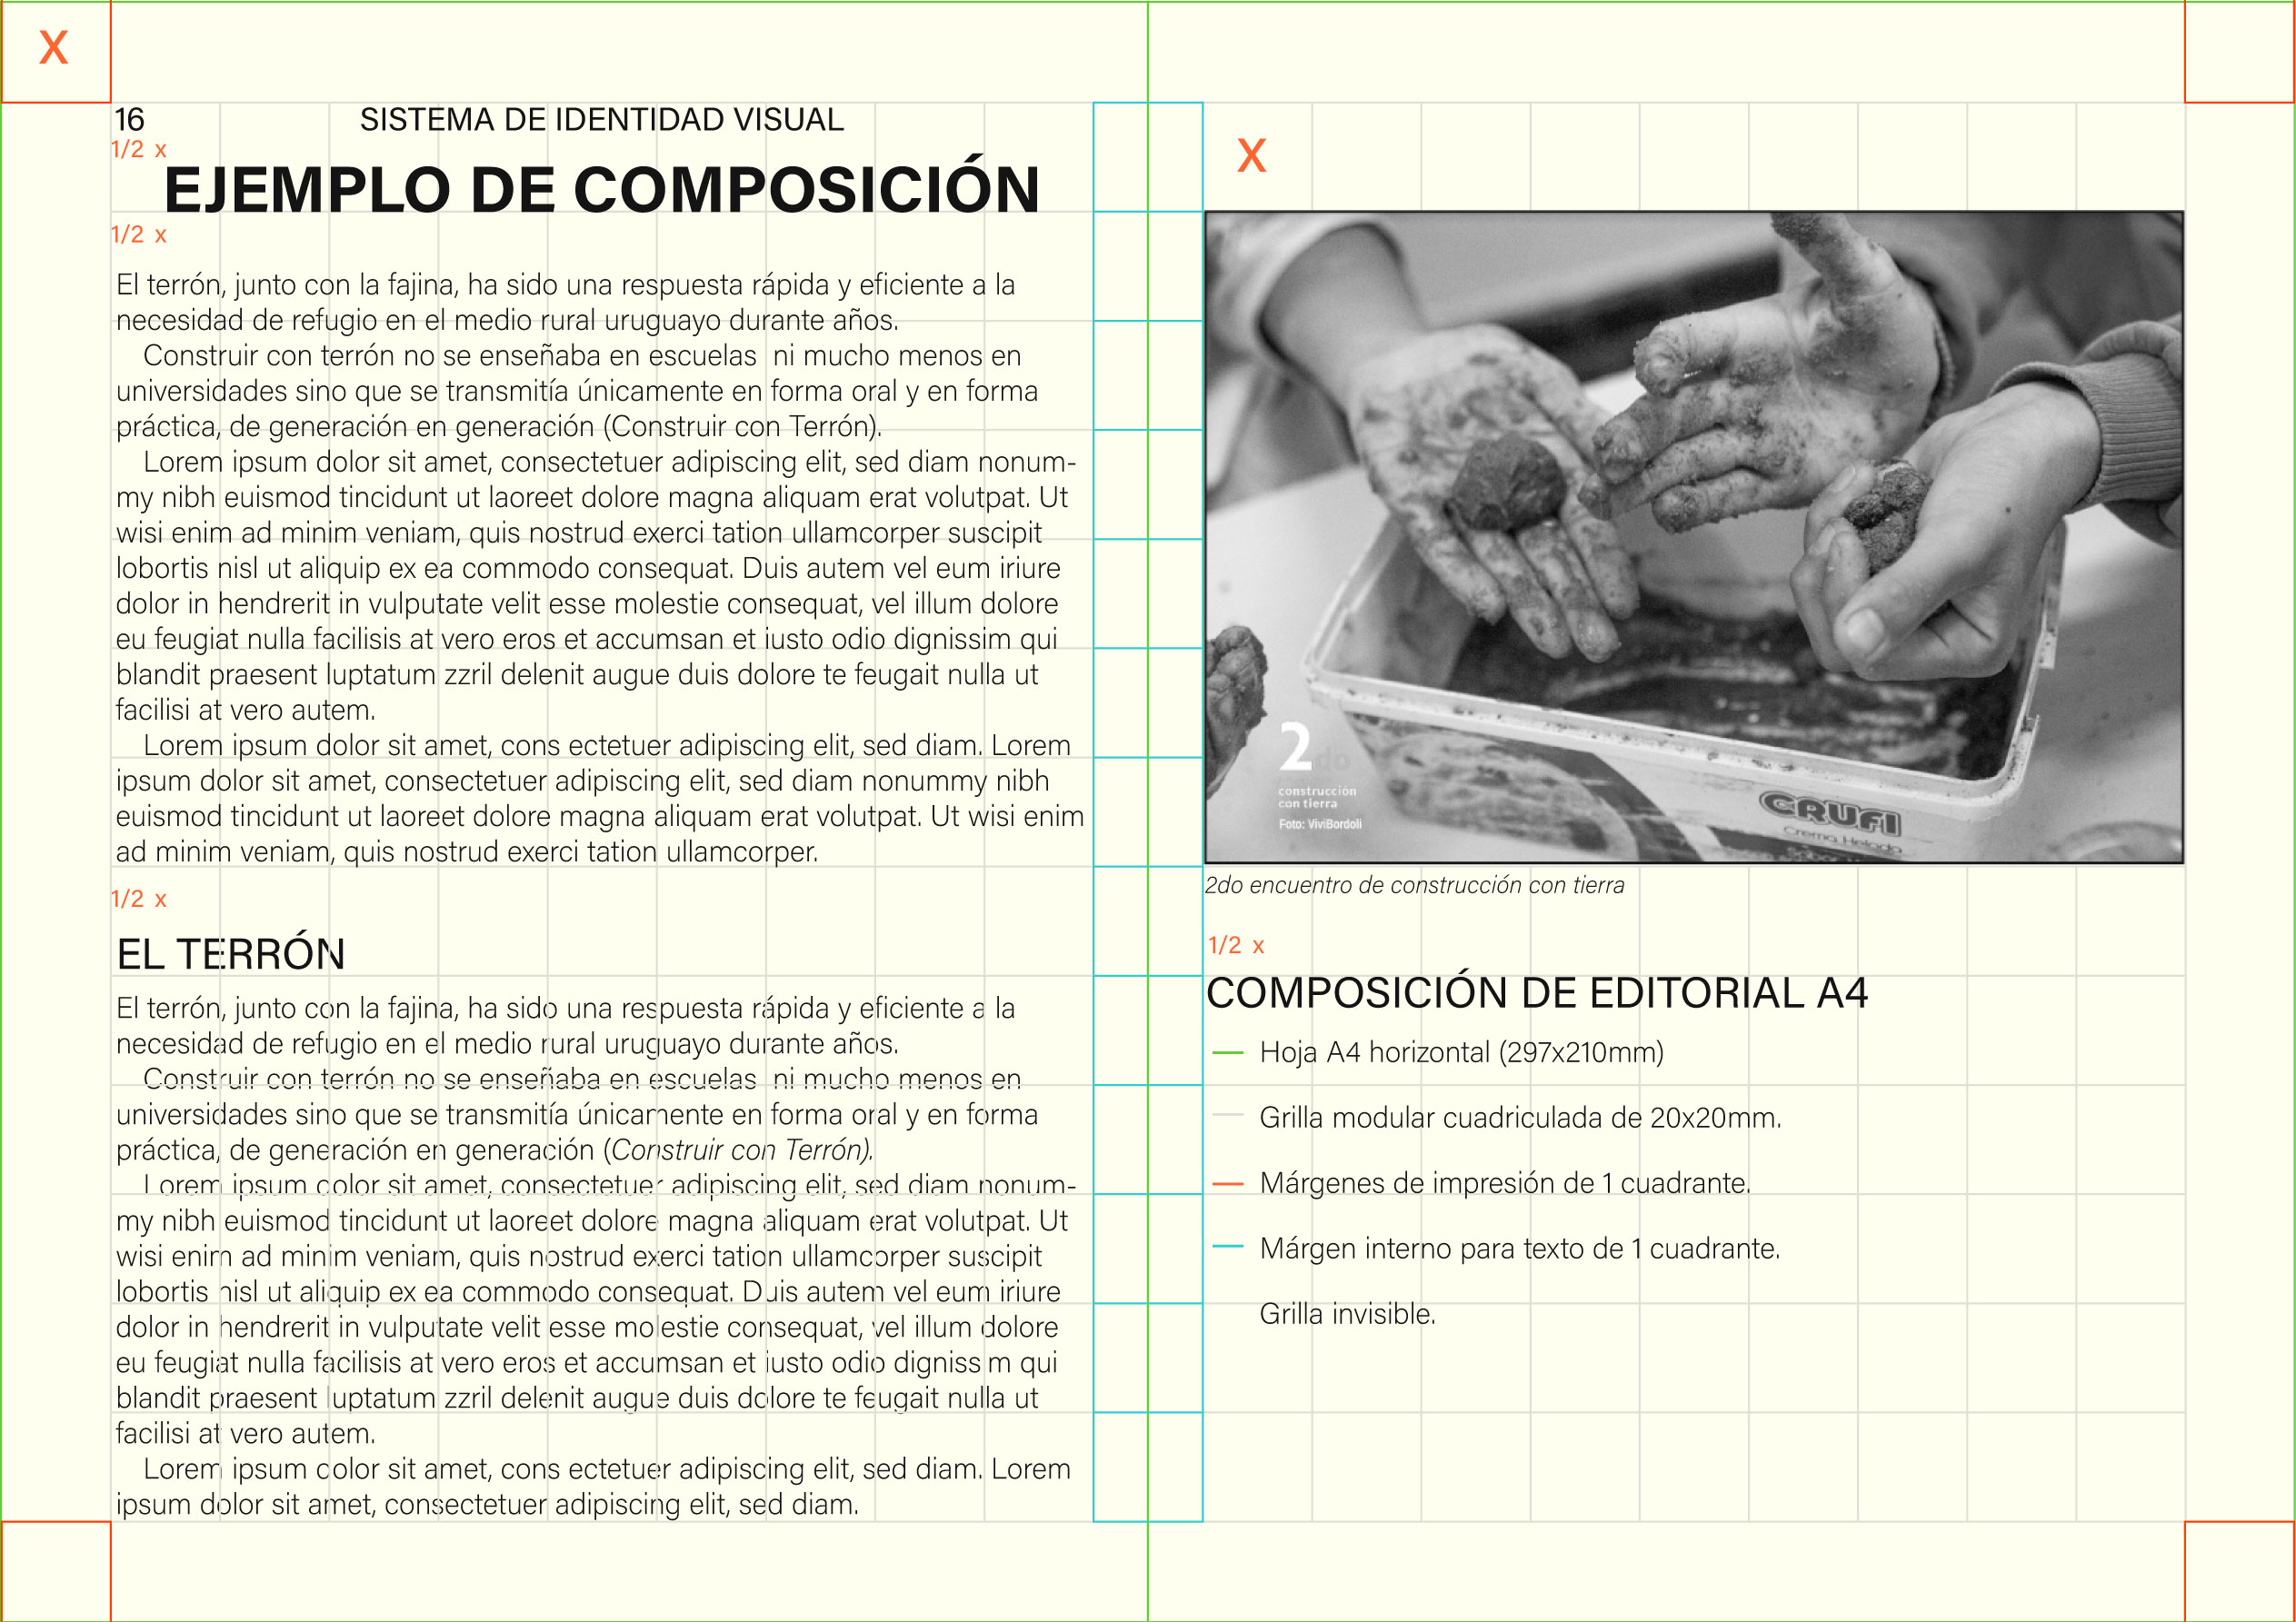 X
16
SISTEMA DE IDENTIDAD VISUAL
1/2 x
EJEMPLO DE COMPOSICIÓN
1/2 x
El terrón, junto con la fajina, ha sido una respuesta rápida y eficiente a la
necesidad de refugio en el medio rural uruguayo durante años.
Construir con terrón no se enseñaba en escuelas  ni mucho menos en
universidades sino que se transmitía únicamente en forma oral y en forma
práctica, de generación en generación (Construir con Terrón).
Lorem ipsum dolor sit amet, consectetuer adipiscing elit, sed diam nonum-
my nibh euismod tincidunt ut laoreet dolore magna aliquam erat volutpat. Ut
wisi enim ad minim veniam, quis nostrud exerci tation ullamcorper suscipit
lobortis nisl ut aliquip ex ea commodo consequat. Duis autem vel eum iriure
dolor in hendrerit in vulputate velit esse molestie consequat, vel illum dolore
eu feugiat nulla facilisis at vero eros et accumsan et iusto odio dignissim qui
blandit praesent luptatum zzril delenit augue duis dolore te feugait nulla ut
facilisi at vero autem.
Lorem ipsum dolor sit amet, cons ectetuer adipiscing elit, sed diam. Lorem
ipsum dolor sit amet, consectetuer adipiscing elit, sed diam nonummy nibh
euismod tincidunt ut laoreet dolore magna aliquam erat volutpat. Ut wisi enim
ad minim veniam, quis nostrud exerci tation ullamcorper.
1/2 x
EL TERRÓN
El terrón, junto con la fajina, ha sido una respuesta rápida y eficiente a la
necesidad de refugio en el medio rural uruguayo durante años.
Construir con terrón no se enseñaba en escuelas  ni mucho menos en
universidades sino que se transmitía únicamente en forma oral y en forma
práctica, de generación en generación (Construir con Terrón).
Lorem ipsum dolor sit amet, consectetuer adipiscing elit, sed diam nonum-
my nibh euismod tincidunt ut laoreet dolore magna aliquam erat volutpat. Ut
wisi enim ad minim veniam, quis nostrud exerci tation ullamcorper suscipit
lobortis nisl ut aliquip ex ea commodo consequat. Duis autem vel eum iriure
dolor in hendrerit in vulputate velit esse molestie consequat, vel illum dolore
eu feugiat nulla facilisis at vero eros et accumsan et iusto odio dignissim qui
blandit praesent luptatum zzril delenit augue duis dolore te feugait nulla ut
facilisi at vero autem.
Lorem ipsum dolor sit amet, cons ectetuer adipiscing elit, sed diam. Lorem
ipsum dolor sit amet, consectetuer adipiscing elit, sed diam.
X
2do
construcción
con tierra
Foto: ViviBordoli
CRUFI
Crema Helada
2do encuentro de construcción con tierra
1/2 x
COMPOSICIÓN DE EDITORIAL A4
Hoja A4 horizontal (297x210mm)
Grilla modular cuadriculada de 20x20mm.
Márgenes de impresión de 1 cuadrante.
Márgen interno para texto de 1 cuadrante.
Grilla invisible.